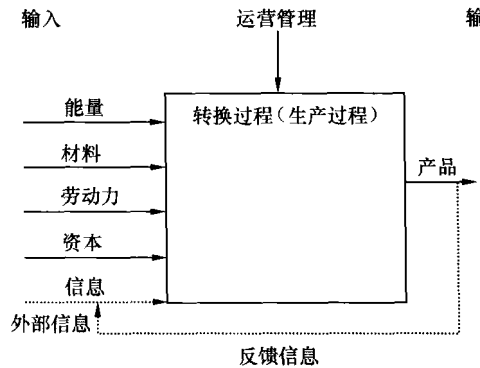 输入
运营管理
能量
转换过程（生产过程）
材料
产品
劳动力
资本
信息
外部信息
反馈信息